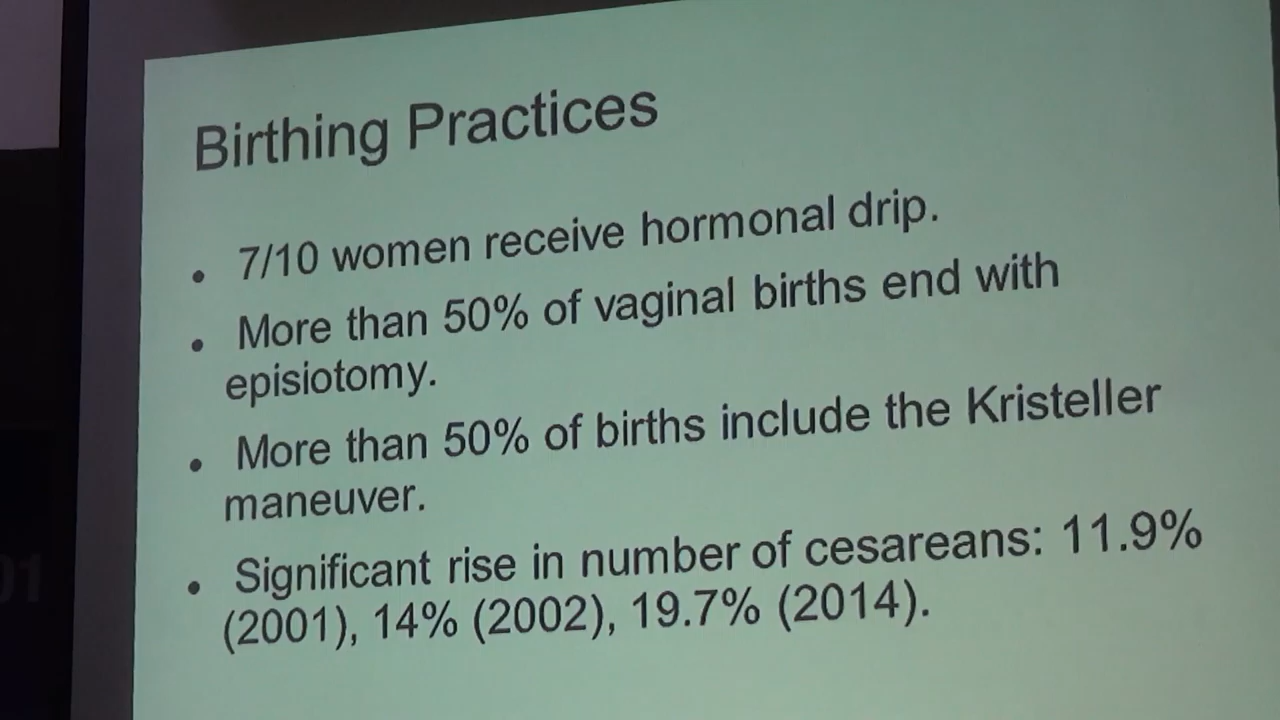 Birthing Practices
• 7/10 women receive hormonal drip.
• More than 50% of vaginal births end with
episiotomy.
• More than 50% of births include the Kristeller
maneuver.
• Significant rise in number of cesareans: 11.9%
(2001), 14% (2002), 19.7% (2014).
01